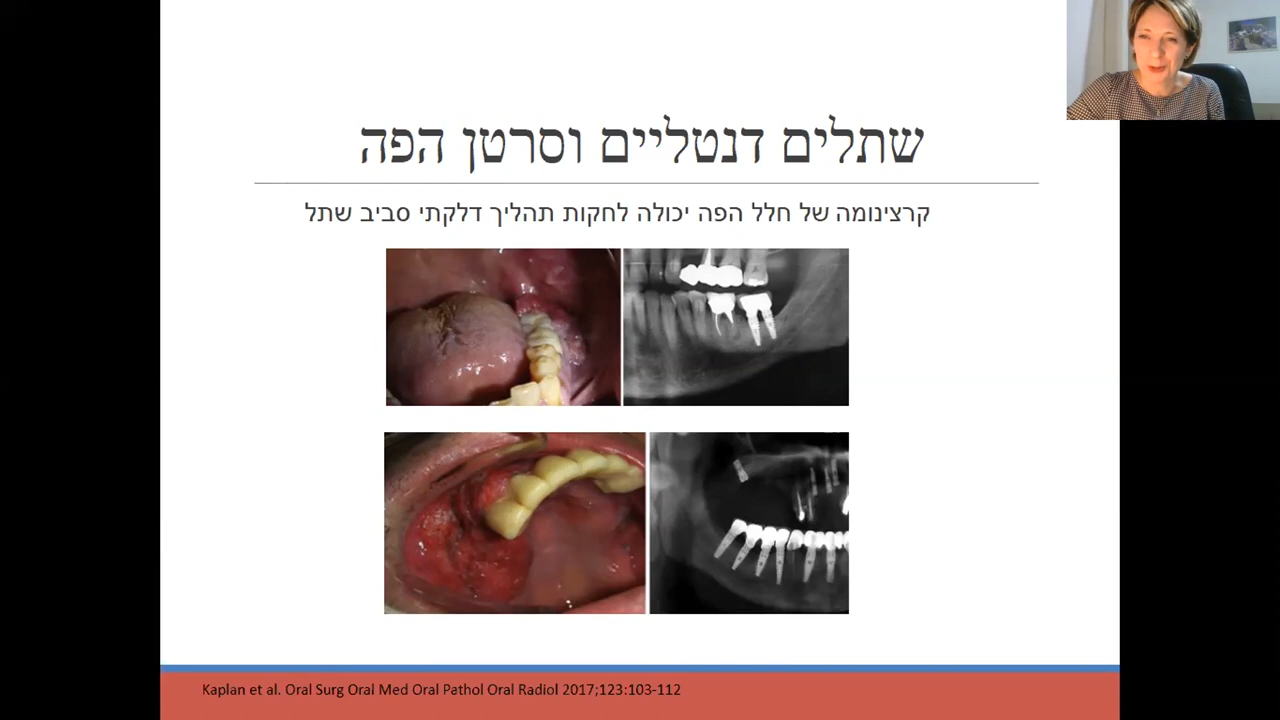 שתלים דנטליים וסרטן הפה
קרצינומה של חלל הפה יכולה לחקות תהליך דלקתי סביב שתל
Kaplan et al. Oral Surg Oral Med Oral Pathol Oral Radiol 2017;123:103-112